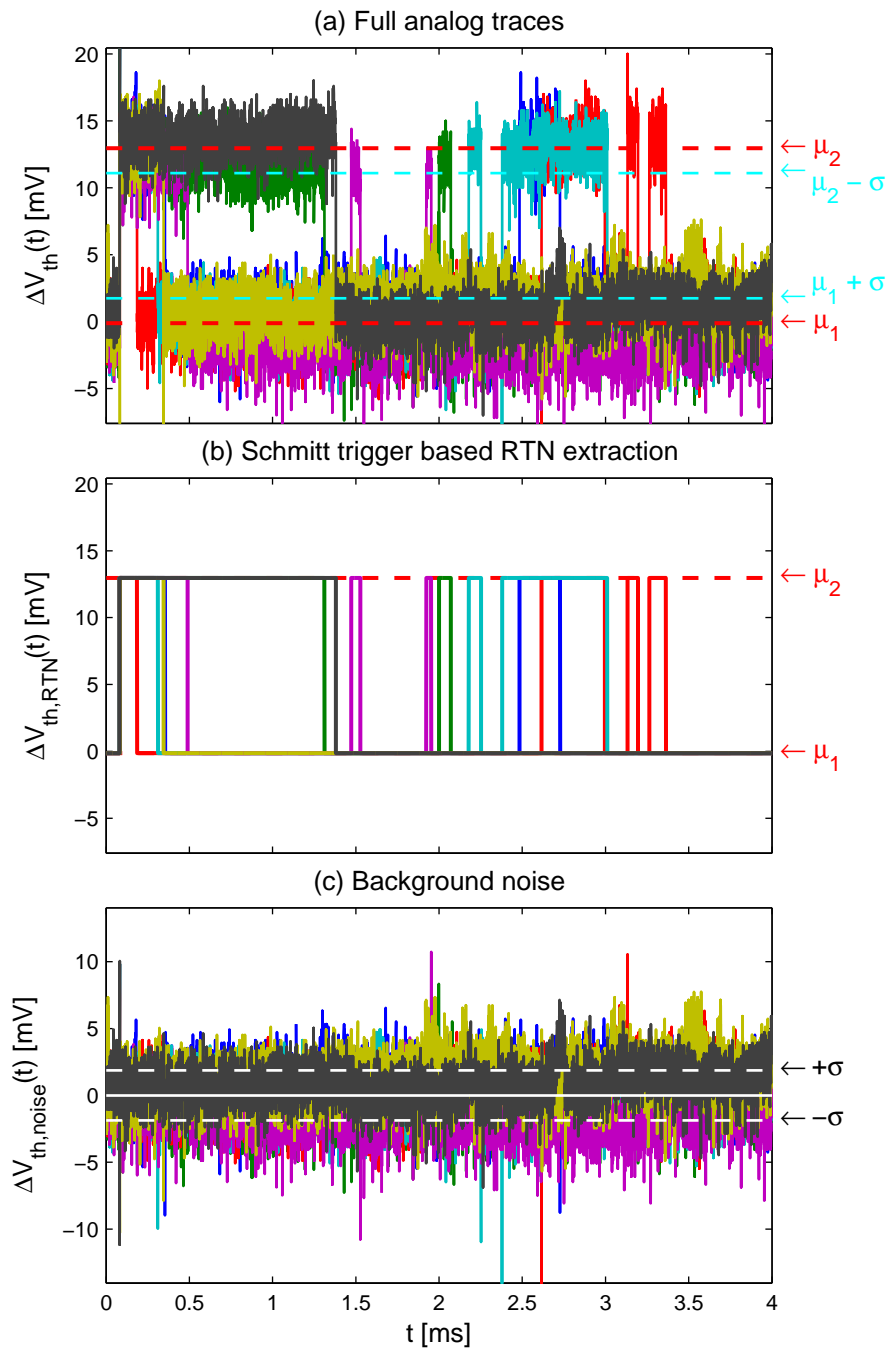 (a) Full analog traces
20
15
10
5
0
−5
ΔV_th(t) [mV]
← μ_2
← μ_2 − σ
← μ_1 + σ
← μ_1
(b) Schmitt trigger based RTN extraction
20
15
10
5
0
−5
ΔV_th,RTN(t) [mV]
← μ_2
← μ_1
(c) Background noise
10
5
0
−5
−10
ΔV_th,noise(t) [mV]
← +σ
← −σ
0 0.5 1 1.5 2 2.5 3 3.5 4
t [ms]